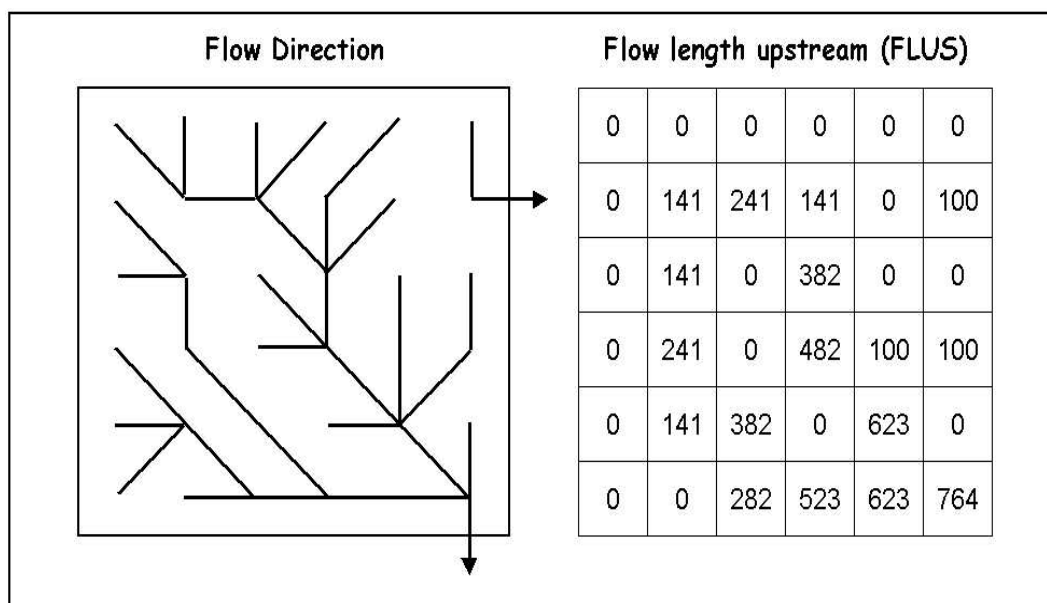 Flow Direction
Flow length upstream (FLUS)
0 0 0 0 0 0
0 141 241 141 0 100
0 141 0 382 0 0
0 241 0 482 100 100
0 141 382 0 623 0
0 0 282 523 623 764